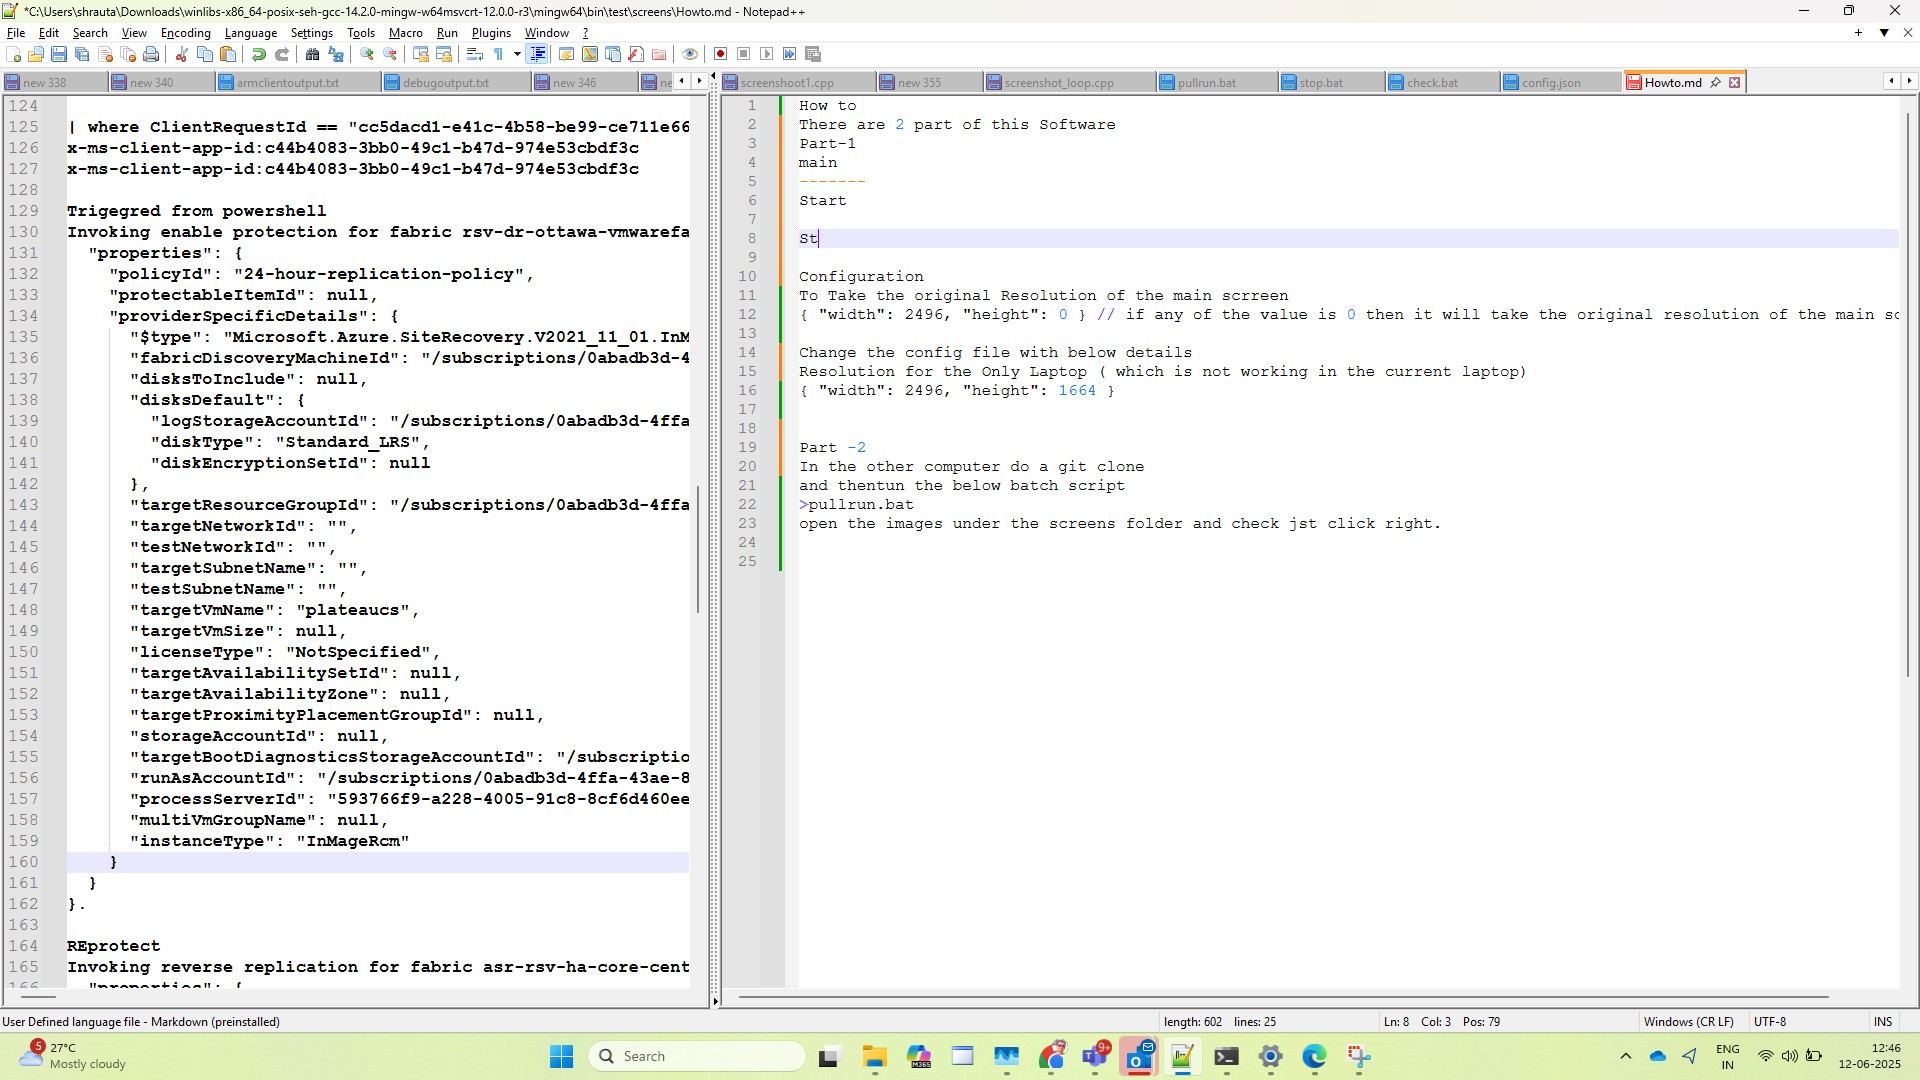 *C:\Users\shrauta\Downloads\winlibs-x86_64-posix-seh-gcc-14.2.0-mingw-w64msvcrt-12.0.0-r3\mingw64\bin\test\screens\Howto.md - Notepad++
File Edit Search View Encoding Language Settings Tools Macro Run Plugins Window ?
new 338 new 340 armclientoutput.txt debugoutput.txt new 346 ne
124
125 | where ClientRequestId == "cc5dacd1-e41c-4b58-be99-ce711e66
126 x-ms-client-app-id:c44b4083-3bb0-49c1-b47d-974e53cbdf3c
127 x-ms-client-app-id:c44b4083-3bb0-49c1-b47d-974e53cbdf3c
128
129 Trigegred from powershell
130 Invoking enable protection for fabric rsv-dr-ottawa-vmwarefa
131 "properties": {
132 "policyId": "24-hour-replication-policy",
133 "protectableItemId": null,
134 "providerSpecificDetails": {
135 "$type": "Microsoft.Azure.SiteRecovery.V2021_11_01.InM
136 "fabricDiscoveryMachineId": "/subscriptions/0abadb3d-4
137 "disksToInclude": null,
138 "disksDefault": {
139 "logStorageAccountId": "/subscriptions/0abadb3d-4ffa
140 "diskType": "Standard_LRS",
141 "diskEncryptionSetId": null
142 },
143 "targetResourceGroupId": "/subscriptions/0abadb3d-4ffa
144 "targetNetworkId": "",
145 "testNetworkId": "",
146 "targetSubnetName": "",
147 "testSubnetName": "",
148 "targetVmName": "plateaucs",
149 "targetVmSize": null,
150 "licenseType": "NotSpecified",
151 "targetAvailabilitySetId": null,
152 "targetAvailabilityZone": null,
153 "targetProximityPlacementGroupId": null,
154 "storageAccountId": null,
155 "targetBootDiagnosticsStorageAccountId": "/subscriptio
156 "runAsAccountId": "/subscriptions/0abadb3d-4ffa-43ae-8
157 "processServerId": "593766f9-a228-4005-91c8-8cf6d460ee
158 "multiVmGroupName": null,
159 "instanceType": "InMageRcm"
160 }
161 }
162 }.
163
164 REprotect
165 Invoking reverse replication for fabric asr-rsv-ha-core-cent
166 "properties": {
screenshoot1.cpp new 355 screenshot_loop.cpp pullrun.bat stop.bat check.bat config.json Howto.md
1 How to
2 There are 2 part of this Software
3 Part-1
4 main
5 -------
6 Start
7
8 St
9
10 Configuration
11 To Take the original Resolution of the main scrreen
12 { "width": 2496, "height": 0 } // if any of the value is 0 then it will take the original resolution of the main sc
13
14 Change the config file with below details
15 Resolution for the Only Laptop ( which is not working in the current laptop)
16 { "width": 2496, "height": 1664 }
17
18
19 Part -2
20 In the other computer do a git clone
21 and thentun the below batch script
22 >pullrun.bat
23 open the images under the screens folder and check jst click right.
24
25
User Defined language file - Markdown (preinstalled) length: 602 lines: 25 Ln: 8 Col: 3 Pos: 79 Windows (CR LF) UTF-8 INS
5 27°C
Mostly cloudy
Search
M365
9+
ENG
IN
12:46
12-06-2025